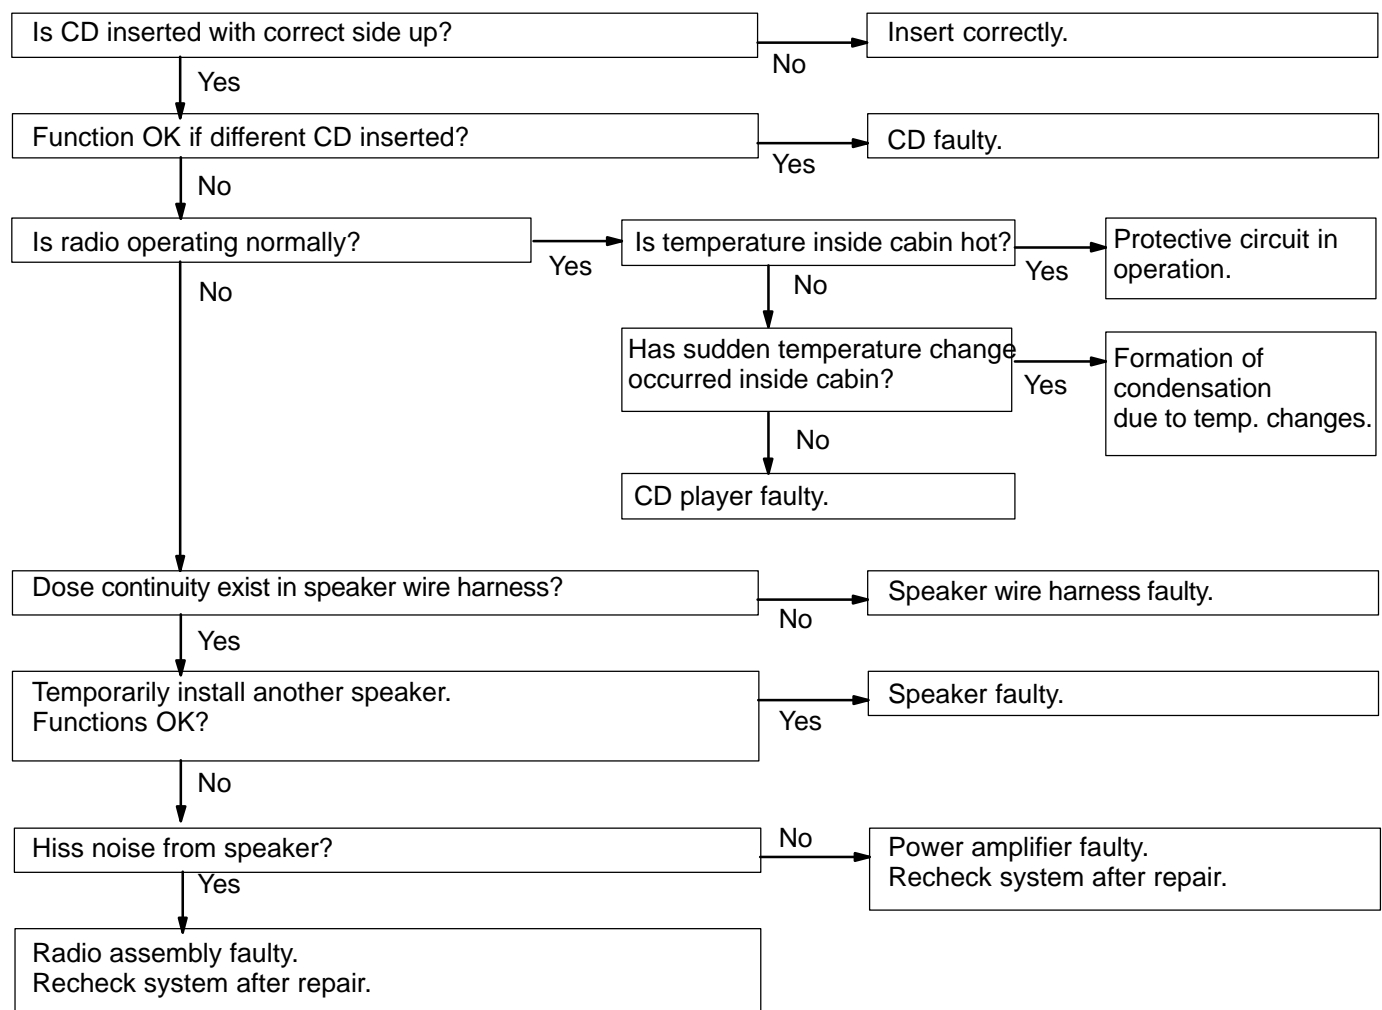 Is CD inserted with correct side up?
No
Insert correctly.
Yes
Function OK if different CD inserted?
Yes
CD faulty.
No
Is radio operating normally?
Yes
Is temperature inside cabin hot?
Yes
Protective circuit in
operation.
No
No
Has sudden temperature change
occurred inside cabin?
Yes
Formation of
condensation
due to temp. changes.
No
CD player faulty.
Dose continuity exist in speaker wire harness?
No
Speaker wire harness faulty.
Yes
Temporarily install another speaker.
Functions OK?
Yes
Speaker faulty.
No
Hiss noise from speaker?
No
Power amplifier faulty.
Recheck system after repair.
Yes
Radio assembly faulty.
Recheck system after repair.